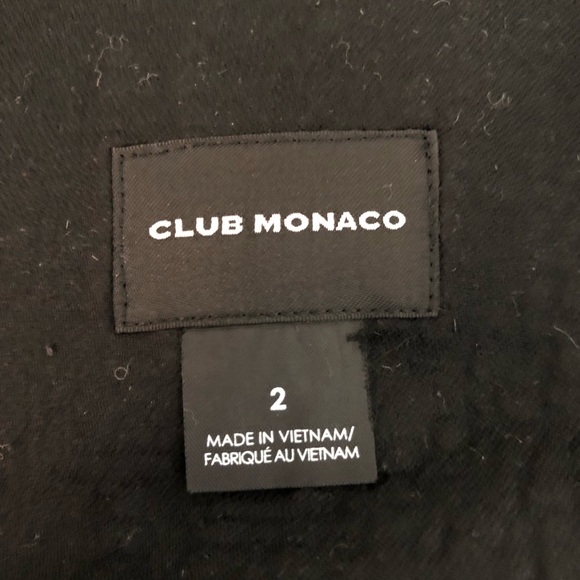 CLUB MONACO
2
MADE IN VIETNAM/
FABRIQUÉ AU VIETNAM